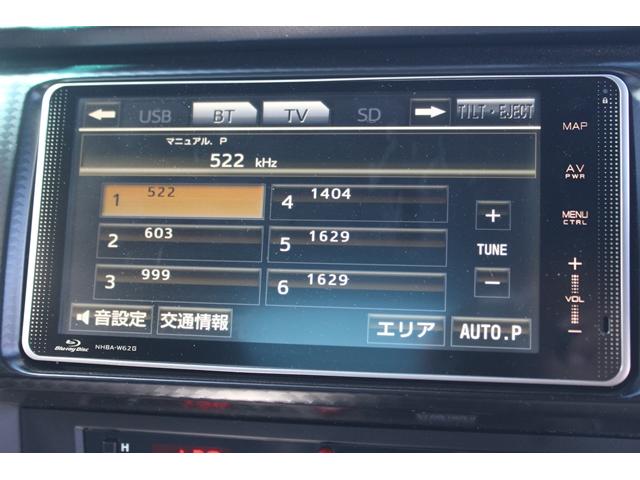 USB BT TV SD TILT・EJECT
マニュアル. P
522 kHz
1 522
2 603
3 999
4 1404
5 1629
6 1629
+
TUNE
−
音設定 交通情報 エリア AUTO.P
MAP
AV
PWR
MENU
CTRL
+
VOL
−
Blu-ray Disc NHBA-W62G
H